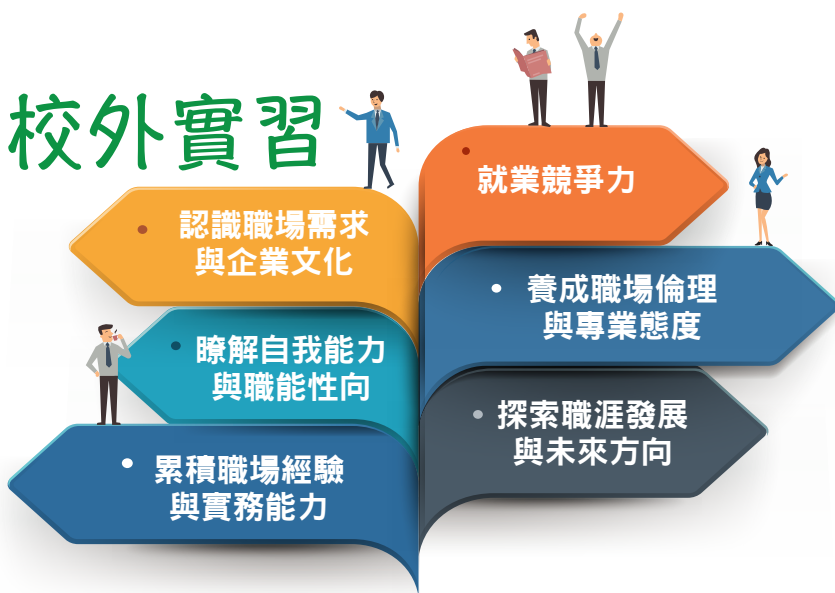 校外實習
就業競爭力
認識職場需求
與企業文化
養成職場倫理
與專業態度
瞭解自我能力
與職能性向
探索職涯發展
與未來方向
累積職場經驗
與實務能力